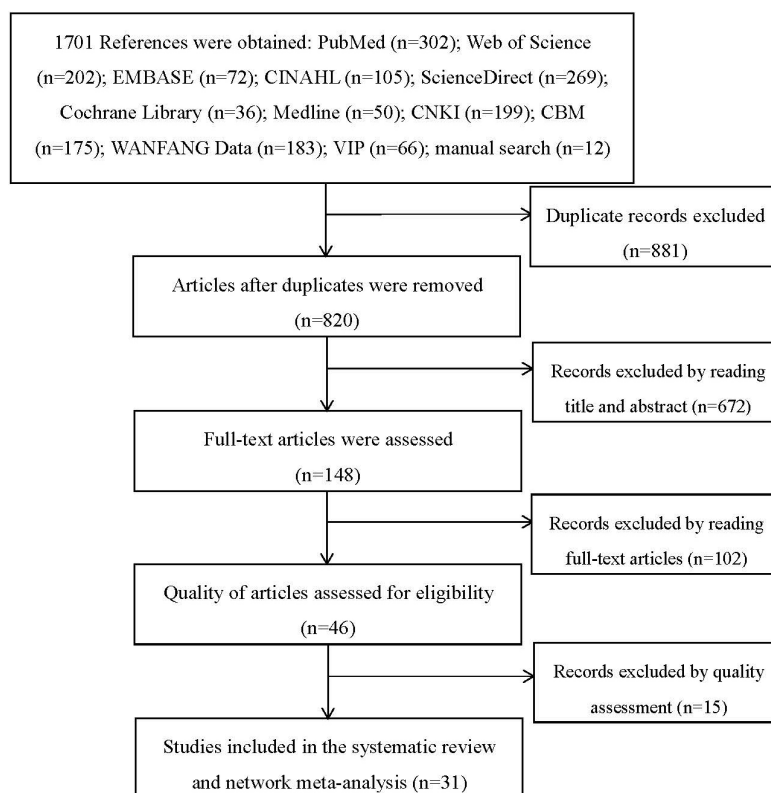 1701 References were obtained: PubMed (n=302); Web of Science
(n=202); EMBASE (n=72); CINAHL (n=105); ScienceDirect (n=269);
Cochrane Library (n=36); Medline (n=50); CNKI (n=199); CBM
(n=175); WANFANG Data (n=183); VIP (n=66); manual search (n=12)
Duplicate records excluded
(n=881)
Articles after duplicates were removed
(n=820)
Records excluded by reading
title and abstract (n=672)
Full-text articles were assessed
(n=148)
Records excluded by reading
full-text articles (n=102)
Quality of articles assessed for eligibility
(n=46)
Records excluded by quality
assessment (n=15)
Studies included in the systematic review
and network meta-analysis (n=31)